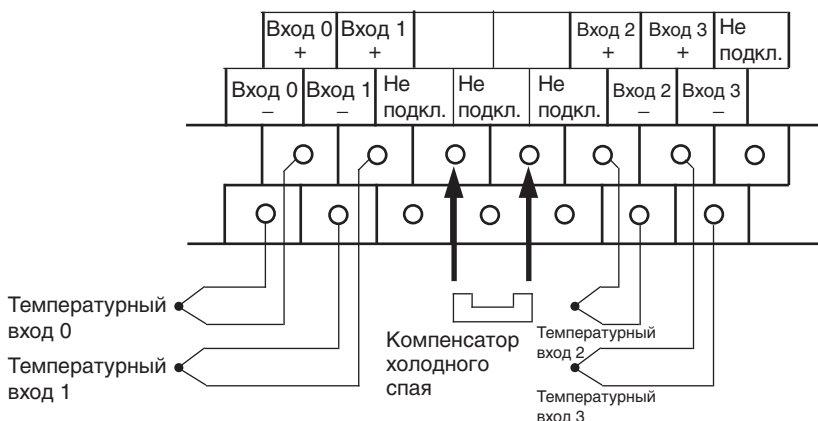 Вход 0 Вход 1 Вход 2 Вход 3 Не
+ + + + подкл.
Вход 0 Вход 1 Не Не Не Вход 2 Вход 3
– – подкл. подкл. подкл. – –
Температурный
вход 0
Температурный
вход 1
Компенсатор
холодного
спая
Температурный
вход 2
Температурный
вход 3